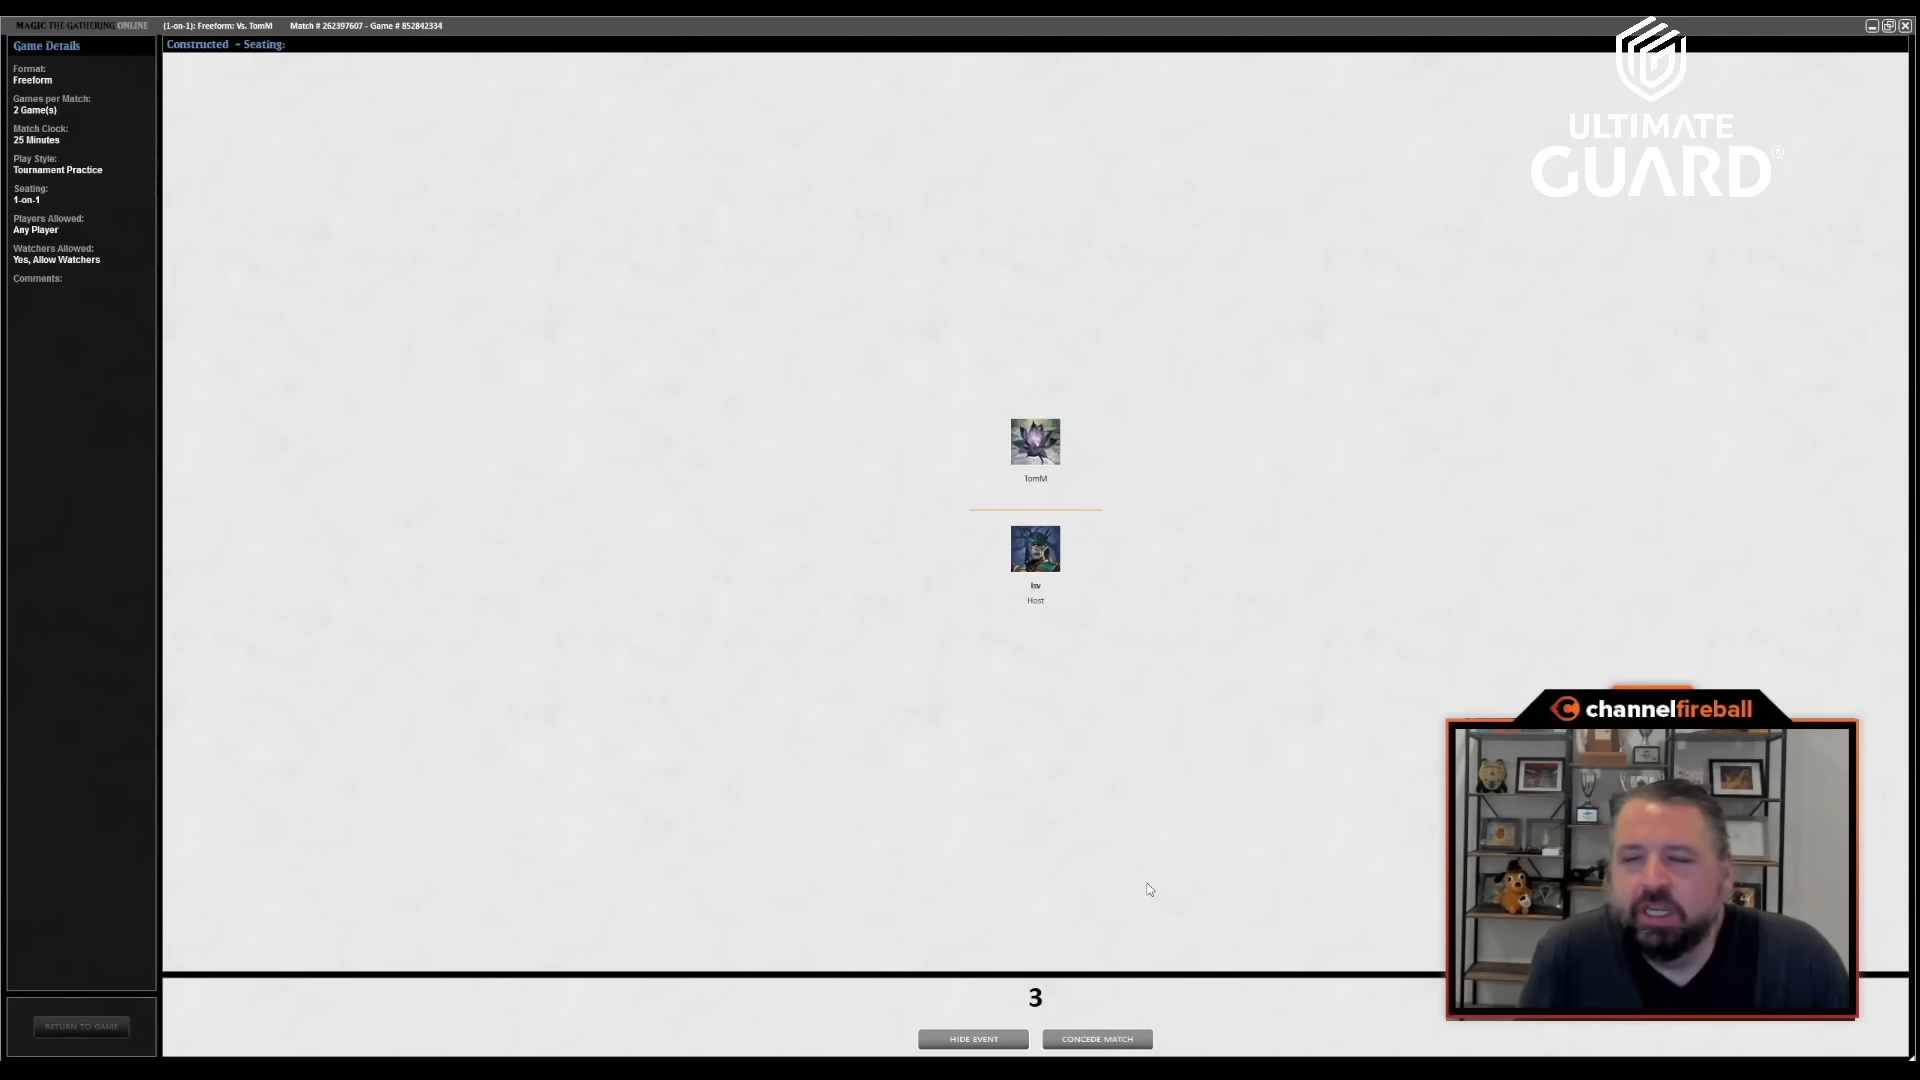 MAGIC THE GATHERING ONLINE
(1-on-1): Freeform: Vs. TomM
Match # 262397607 - Game # 852842334
Game Details
Constructed - Seating:
Format:
Freeform
Games per Match:
2 Game(s)
Match Clock:
25 Minutes
Play Style:
Tournament Practice
Seating:
1-on-1
Players Allowed:
Any Player
Watchers Allowed:
Yes, Allow Watchers
Comments:
ULTIMATE
GUARD®
TomM
lsv
Host
channelfireball
3
RETURN TO GAME
HIDE EVENT
CONCEDE MATCH